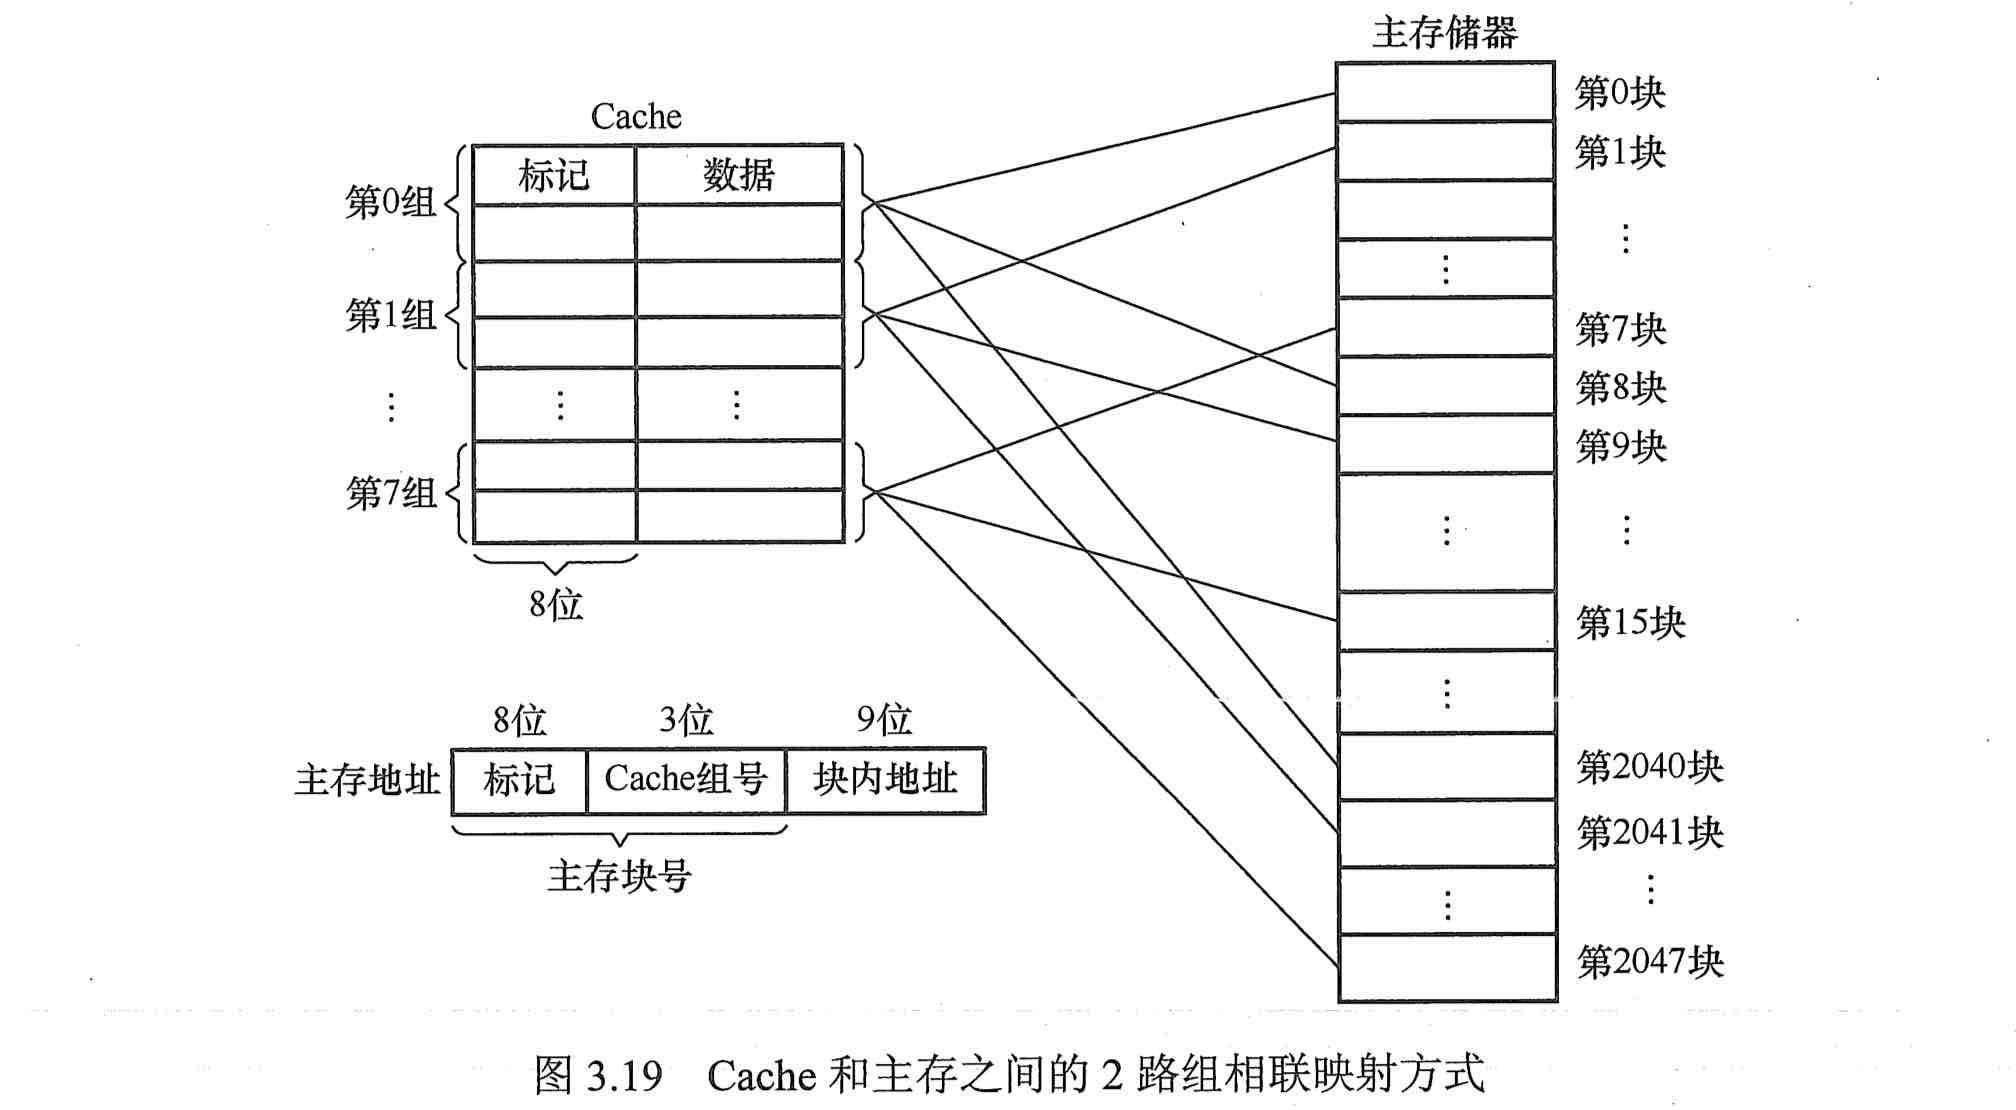 主存储器
Cache
标记 数据
第0组
第1组
⋮ ⋮ ⋮
第7组
8位
第0块
第1块
⋮ ⋮
第7块
第8块
第9块
⋮ ⋮
第15块
⋮
第2040块
第2041块
⋮ ⋮
第2047块
8位 3位 9位
主存地址 标记 Cache组号 块内地址
主存块号
图 3.19 Cache 和主存之间的 2 路组相联映射方式